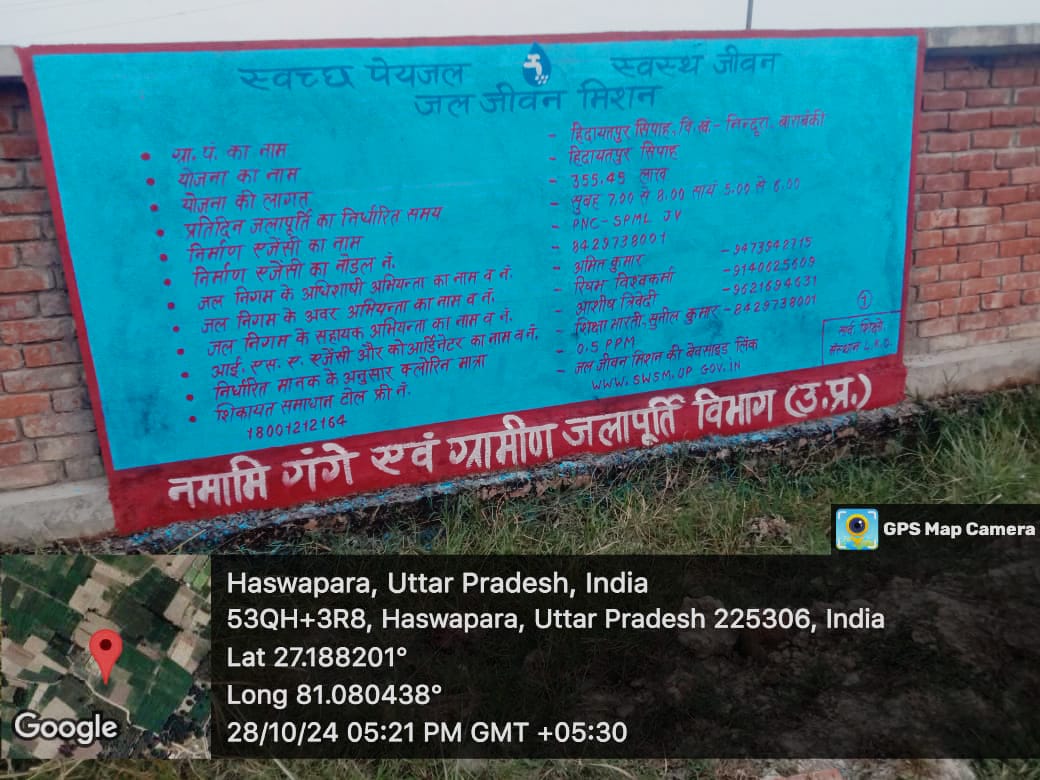 स्वच्छ पेयजल स्वस्थ जीवन
जल जीवन मिशन
• ग्रा. पं. का नाम - हिदायतपुर सिपाह, वि.खं.- निन्दूरा, बाराबंकी
• योजना का नाम - हिदायतपुर सिपाह
• योजना की लागत - 355.45 लाख
• प्रतिदिन जलापूर्ति का निर्धारित समय - सुबह 7.00 से 8.00 सायं 5.00 से 6.00
• निर्माण एजेंसी का नाम - PNC-SPML JV
• निर्माण एजेंसी का नोडल नं. - 8429738001
• जल निगम के अधिशाषी अभियन्ता का नाम व नं. - अमित कुमार - 9473942715
• जल निगम के अवर अभियन्ता का नाम व नं. - रिषभ विश्वकर्मा - 9140625609
• जल निगम के सहायक अभियन्ता का नाम व नं. - आशीष त्रिवेदी - 9621694631
• आई. एस. ए. एजेंसी और कोआर्डिनेटर का नाम व नं. - शिक्षा भारती, सुनील कुमार - 8429738001
• निर्धारित मानक के अनुसार क्लोरिन मात्रा - 0.5 PPM
• शिकायत समाधान टोल फ्री नं. - जल जीवन मिशन की बेवसाइड लिंक
18001212164 WWW.SWSM.UP GOV.IN
1
संस्थान L.K.O.
नमामि गंगे एवं ग्रामीण जलापूर्ति विभाग (उ.प्र.)
GPS Map Camera
Haswapara, Uttar Pradesh, India
53QH+3R8, Haswapara, Uttar Pradesh 225306, India
Lat 27.188201°
Long 81.080438°
28/10/24 05:21 PM GMT +05:30
Google